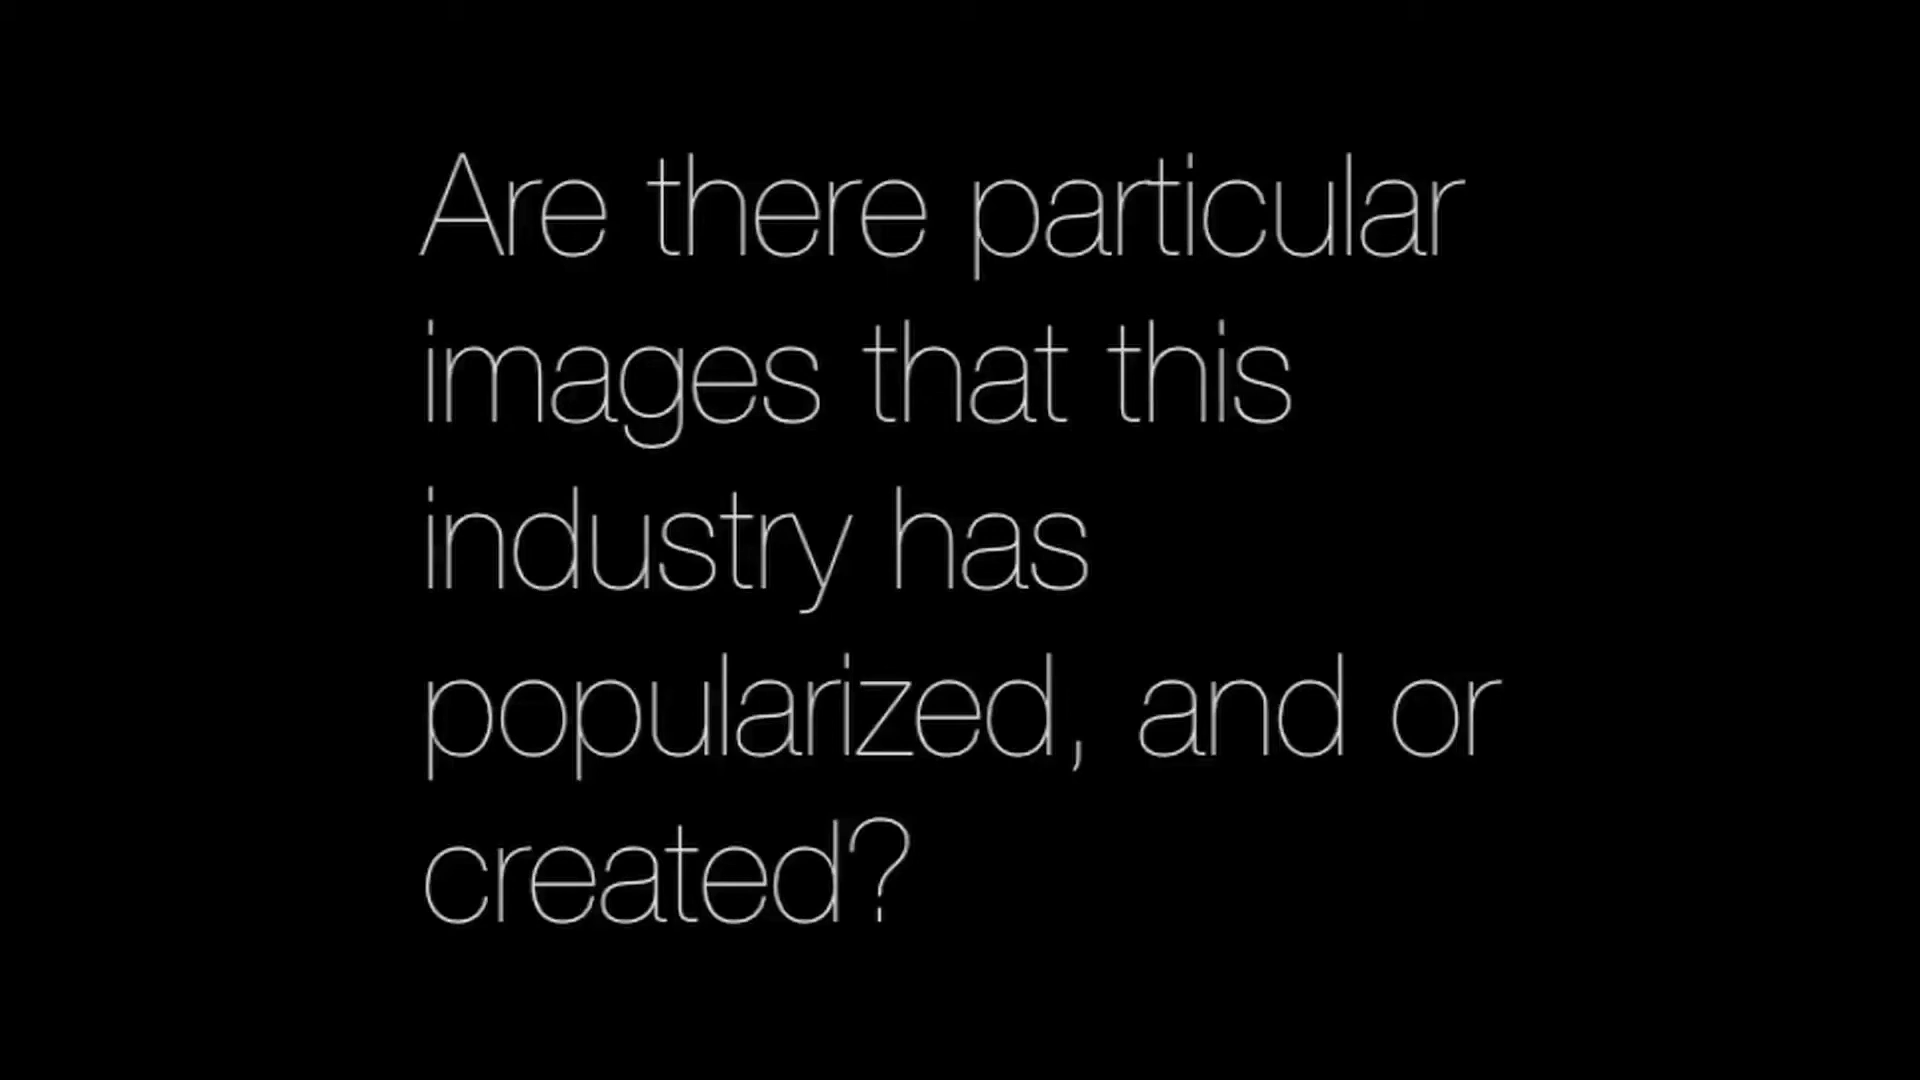 Are there particular
images that this
industry has
popularized, and or
created?